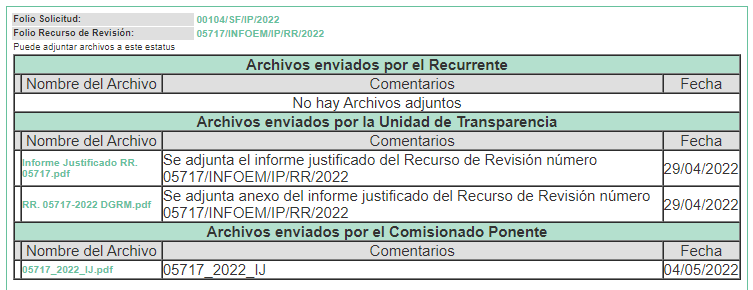 Folio Solicitud: 00104/SF/IP/2022
Folio Recurso de Revisión: 05717/INFOEM/IP/RR/2022
Puede adjuntar archivos a este estatus
Archivos enviados por el Recurrente
Nombre del Archivo Comentarios Fecha
No hay Archivos adjuntos
Archivos enviados por la Unidad de Transparencia
Nombre del Archivo Comentarios Fecha
Informe Justificado RR. 05717.pdf Se adjunta el informe justificado del Recurso de Revisión número 05717/INFOEM/IP/RR/2022 29/04/2022
RR. 05717-2022 DGRM.pdf Se adjunta anexo del informe justificado del Recurso de Revisión número 05717/INFOEM/IP/RR/2022 29/04/2022
Archivos enviados por el Comisionado Ponente
Nombre del Archivo Comentarios Fecha
05717_2022_IJ.pdf 05717_2022_IJ 04/05/2022